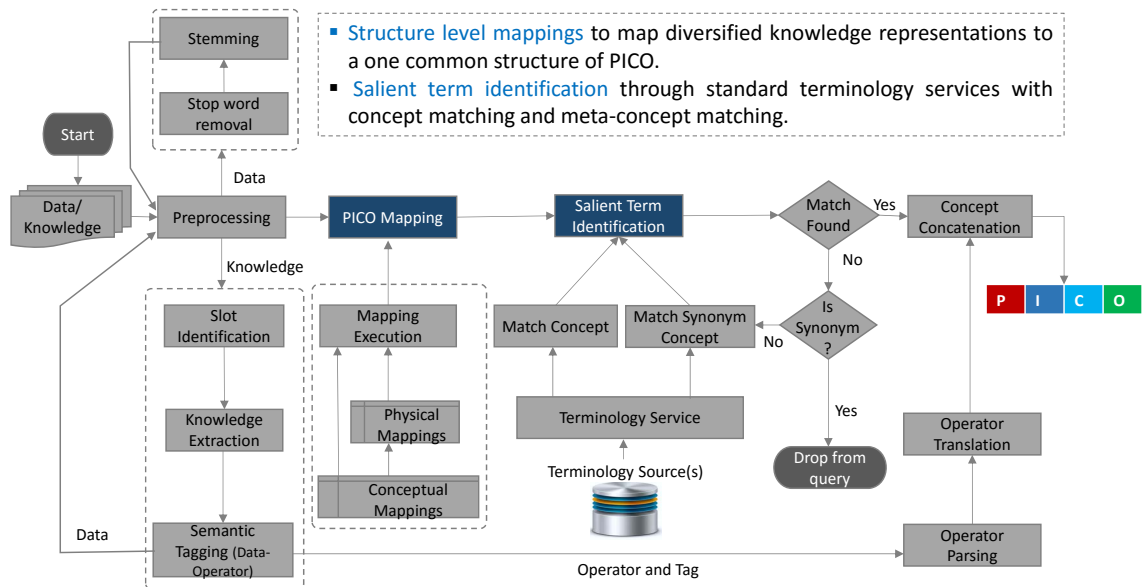 Stemming
Stop word
removal
▪ Structure level mappings to map diversified knowledge representations to
a one common structure of PICO.
▪ Salient term identification through standard terminology services with
concept matching and meta-concept matching.
Start
Data
Data/
Knowledge
Preprocessing
PICO Mapping
Salient Term
Identification
Match
Found
Yes
Concept
Concatenation
Knowledge
No
P I C O
Slot
Identification
Mapping
Execution
Match Concept
Match Synonym
Concept
No
Is
Synonym
?
Knowledge
Extraction
Physical
Mappings
Terminology Service
Yes
Operator
Translation
Conceptual
Mappings
Terminology Source(s)
Drop from
query
Data
Semantic
Tagging (Data-
Operator)
Operator and Tag
Operator
Parsing